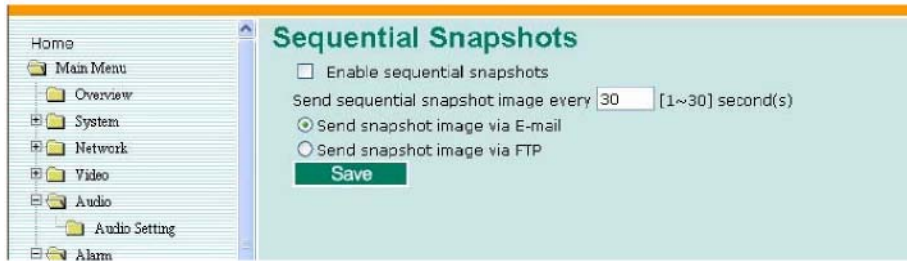 Home
Main Menu
Overview
System
Network
Video
Audio
Audio Setting
Alarm
Sequential Snapshots
Enable sequential snapshots
Send sequential snapshot image every 30 [1~30] second(s)
Send snapshot image via E-mail
Send snapshot image via FTP
Save